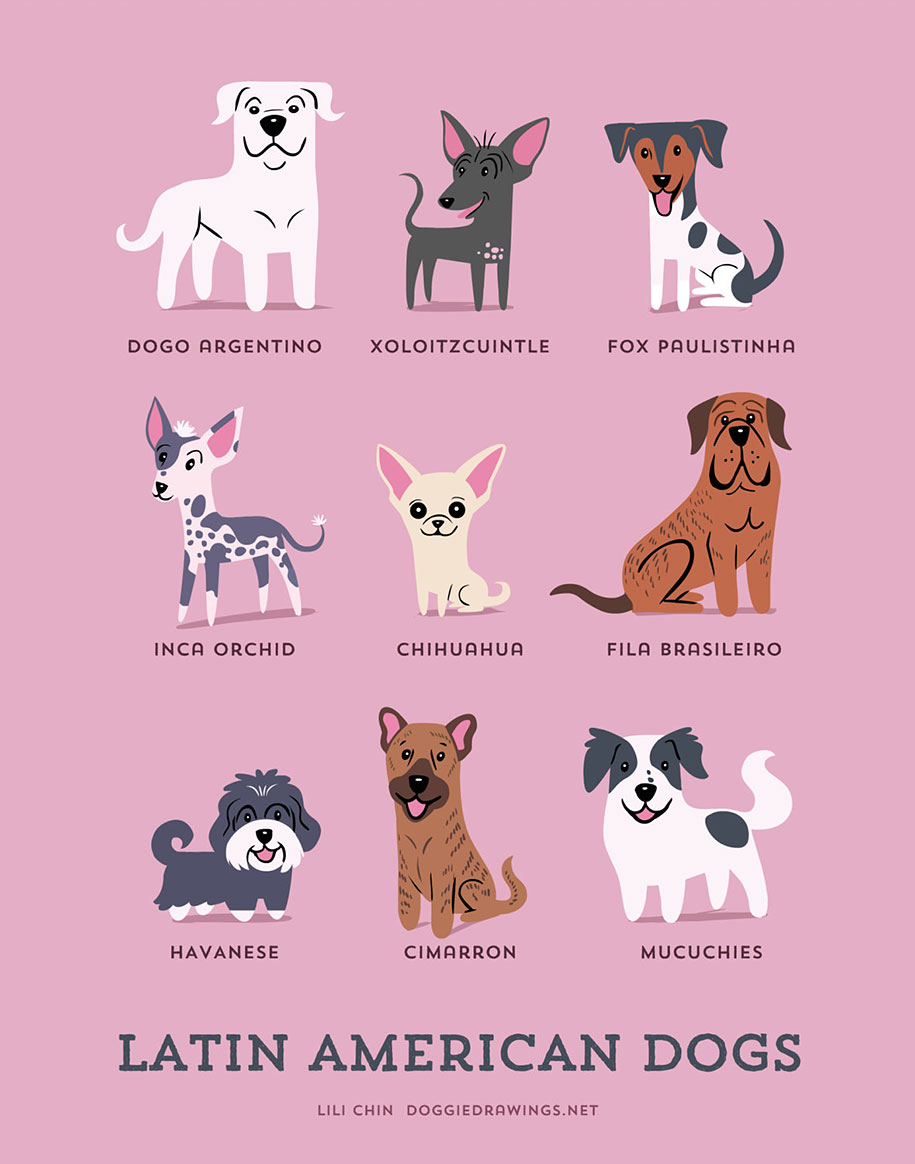 DOGO ARGENTINO XOLOITZCUINTLE FOX PAULISTINHA
INCA ORCHID CHIHUAHUA FILA BRASILEIRO
HAVANESE CIMARRON MUCUCHIES
LATIN AMERICAN DOGS
LILI CHIN DOGGIEDRAWINGS.NET